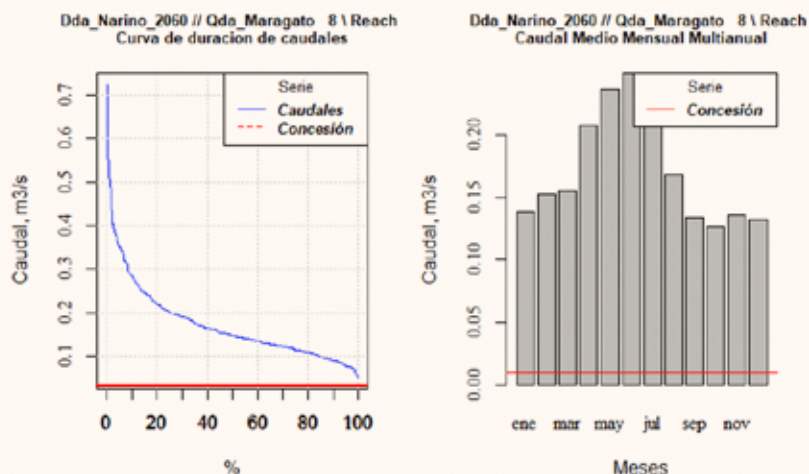 Dda_Narino_2060 // Qda_Maragato 8 \ Reach
Curva de duracion de caudales
Serie
Caudales
Concesión
Caudal, m3/s
0.7
0.6
0.5
0.4
0.3
0.2
0.1
0 20 40 60 80 100
%
Dda_Narino_2060 // Qda_Maragato 8 \ Reach
Caudal Medio Mensual Multianual
Serie
Concesión
Caudal, m3/s
0.20
0.15
0.10
0.05
0.00
ene mar may jul sep nov
Meses